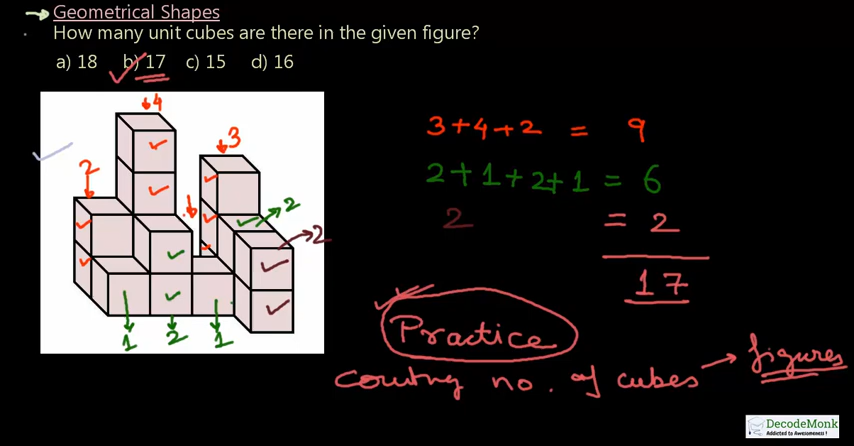 Geometrical Shapes
How many unit cubes are there in the given figure?
a) 18 b) 17 c) 15 d) 16
4
3
2
2
2
1 2 1
3+4+2 = 9
2+1+2+1 = 6
2 = 2
17
Practice
counting no. of cubes → figures
DecodeMonk
Addicted to Awesomeness !